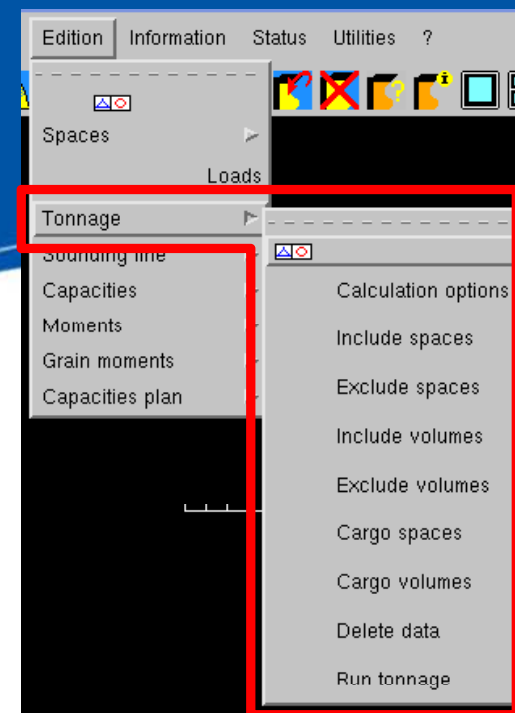 Edition Information Status Utilities ?
Spaces
Loads
Tonnage
Sounding line
Capacities
Moments
Grain moments
Capacities plan
Calculation options
Include spaces
Exclude spaces
Include volumes
Exclude volumes
Cargo spaces
Cargo volumes
Delete data
Run tonnage